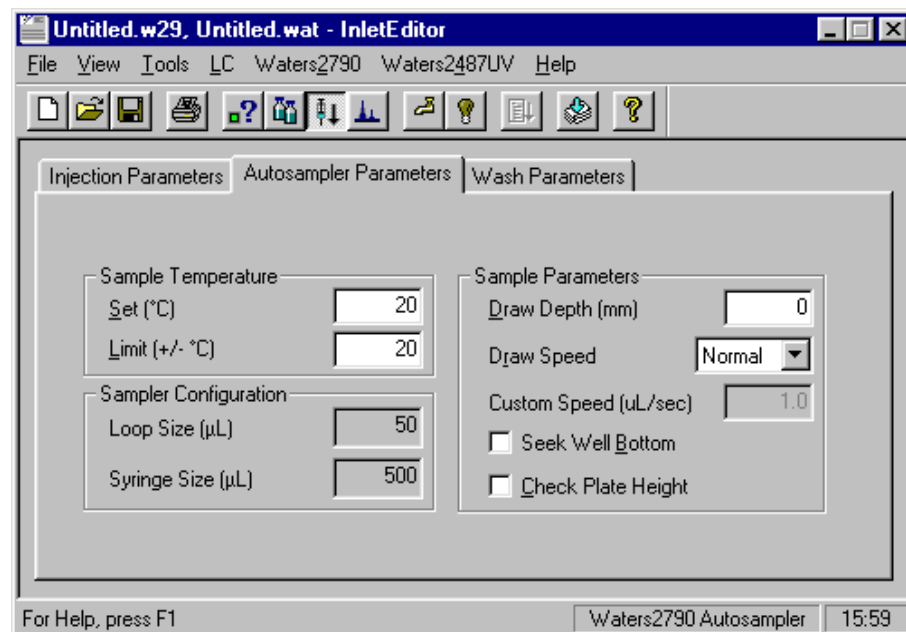 Untitled.w29, Untitled.wat - InletEditor
File View Tools LC Waters2790 Waters2487UV Help
Injection Parameters Autosampler Parameters Wash Parameters
Sample Temperature
Set (°C) 20
Limit (+/- °C) 20
Sampler Configuration
Loop Size (µL) 50
Syringe Size (µL) 500
Sample Parameters
Draw Depth (mm) 0
Draw Speed Normal
Custom Speed (uL/sec) 1.0
Seek Well Bottom
Check Plate Height
For Help, press F1 Waters2790 Autosampler 15:59